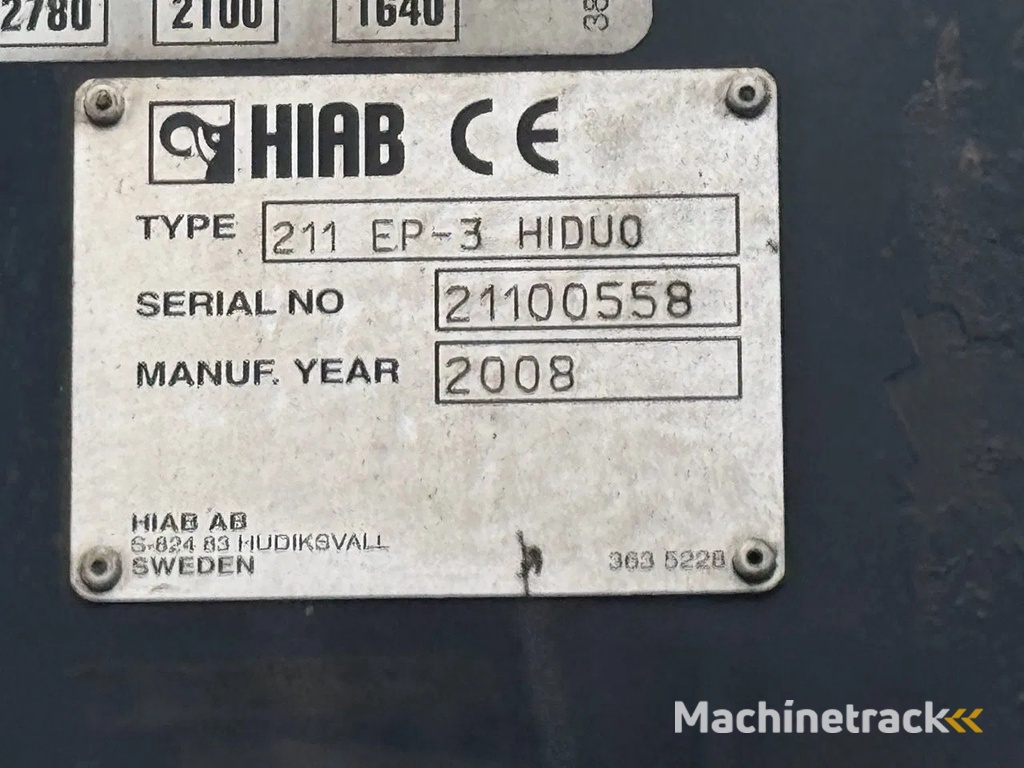 2780 2100 1640
38
HIAB CE
TYPE 211 EP-3 HIDUO
SERIAL NO 21100558
MANUF. YEAR 2008
HIAB AB
S-824 83 HUDIKSVALL
SWEDEN
363 5228
Machinetrack